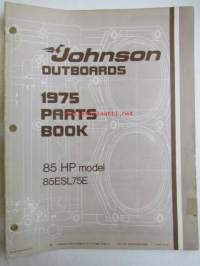 Johnson
OUTBOARDS
1975
PARTS
BOOK
85 HP model
85ESL75E